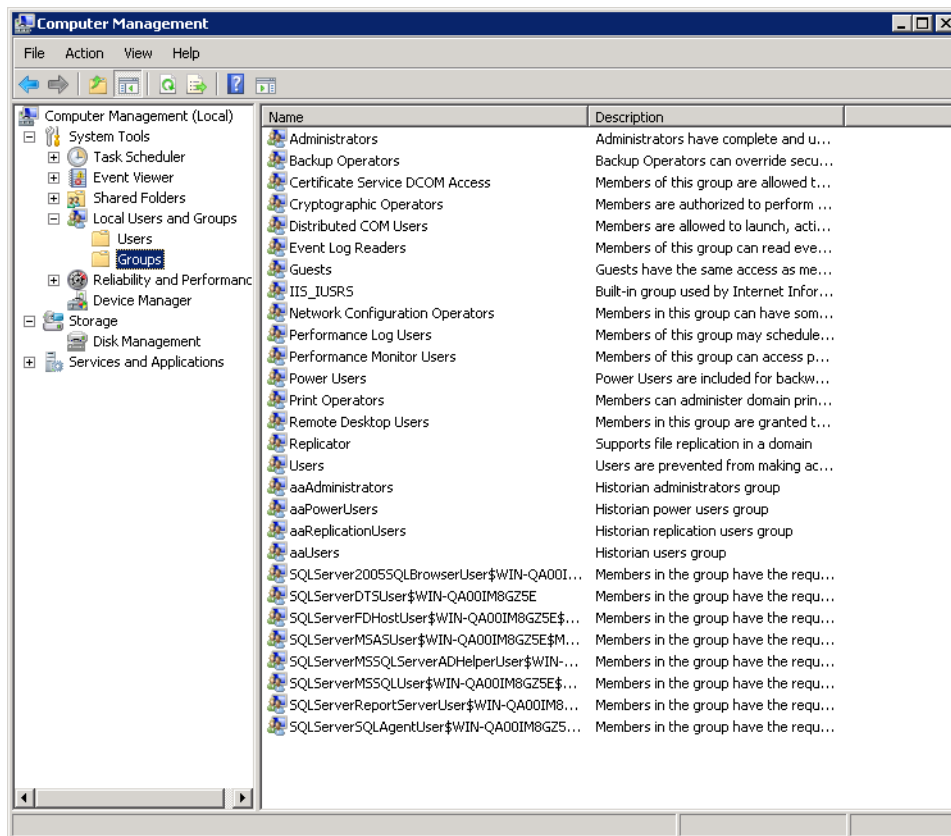 Computer Management
File Action View Help
Computer Management (Local)
System Tools
Task Scheduler
Event Viewer
Shared Folders
Local Users and Groups
Users
Groups
Reliability and Performanc
Device Manager
Storage
Disk Management
Services and Applications
Name Description
Administrators Administrators have complete and u...
Backup Operators Backup Operators can override secu...
Certificate Service DCOM Access Members of this group are allowed t...
Cryptographic Operators Members are authorized to perform ...
Distributed COM Users Members are allowed to launch, acti...
Event Log Readers Members of this group can read eve...
Guests Guests have the same access as me...
IIS_IUSRS Built-in group used by Internet Infor...
Network Configuration Operators Members in this group can have som...
Performance Log Users Members of this group may schedule...
Performance Monitor Users Members of this group can access p...
Power Users Power Users are included for backw...
Print Operators Members can administer domain prin...
Remote Desktop Users Members in this group are granted t...
Replicator Supports file replication in a domain
Users Users are prevented from making ac...
aaAdministrators Historian administrators group
aaPowerUsers Historian power users group
aaReplicationUsers Historian replication users group
aaUsers Historian users group
SQLServer2005SQLBrowserUser$WIN-QA00I... Members in the group have the requ...
SQLServerDTSUser$WIN-QA00IM8GZ5E Members in the group have the requ...
SQLServerFDHostUser$WIN-QA00IM8GZ5E$... Members in the group have the requ...
SQLServerMSASUser$WIN-QA00IM8GZ5E$M... Members in the group have the requ...
SQLServerMSSQLServerADHelperUser$WIN-... Members in the group have the requ...
SQLServerMSSQLUser$WIN-QA00IM8GZ5E$... Members in the group have the requ...
SQLServerReportServerUser$WIN-QA00IM8... Members in the group have the requ...
SQLServerSQLAgentUser$WIN-QA00IM8GZ5... Members in the group have the requ...